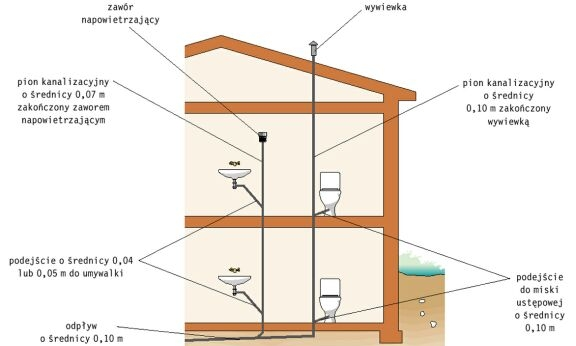 zawór
napowietrzający
wywiewka
pion kanalizacyjny
o średnicy 0,07 m
zakończony zaworem
napowietrzającym
pion kanalizacyjny
o średnicy
0,10 m zakończony
wywiewką
podejście o średnicy 0,04
lub 0,05 m do umywalki
podejście
do miski
ustępowej
o średnicy
0,10 m
odpływ
o średnicy 0,10 m